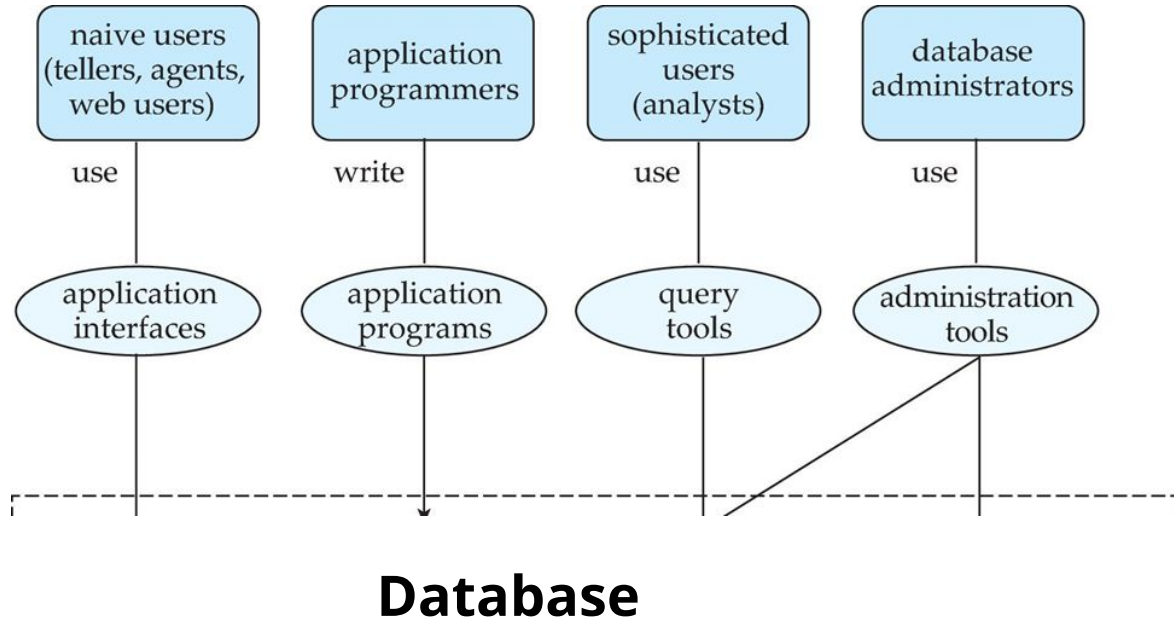 naive users
(tellers, agents,
web users)
application
programmers
sophisticated
users
(analysts)
database
administrators
use
write
use
use
application
interfaces
application
programs
query
tools
administration
tools
Database